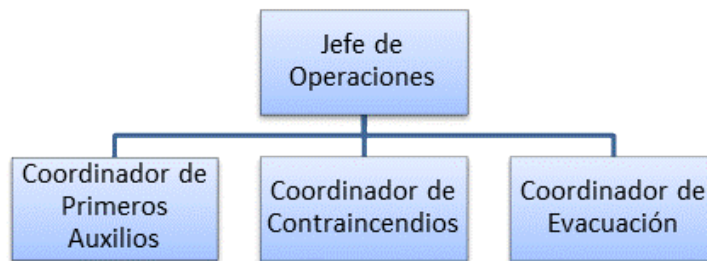 Jefe de
Operaciones
Coordinador de
Primeros
Auxilios
Coordinador de
Contraincendios
Coordinador de
Evacuación